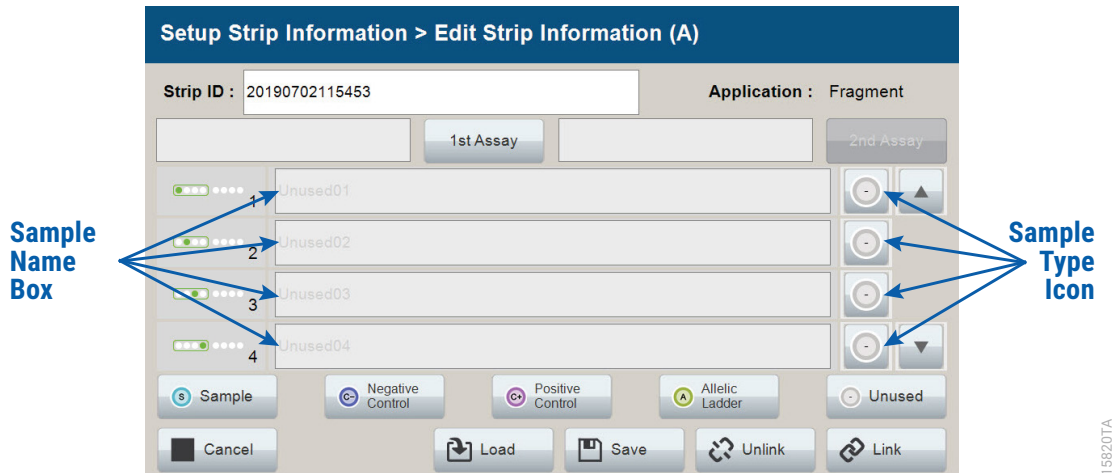 Setup Strip Information > Edit Strip Information (A)
Strip ID : 20190702115453 Application : Fragment
1st Assay 2nd Assay
1 Unused01 -
2 Unused02 -
3 Unused03 -
4 Unused04 -
Sample
Name
Box
Sample
Type
Icon
S Sample C- Negative Control C+ Positive Control A Allelic Ladder - Unused
Cancel Load Save Unlink Link
15820TA